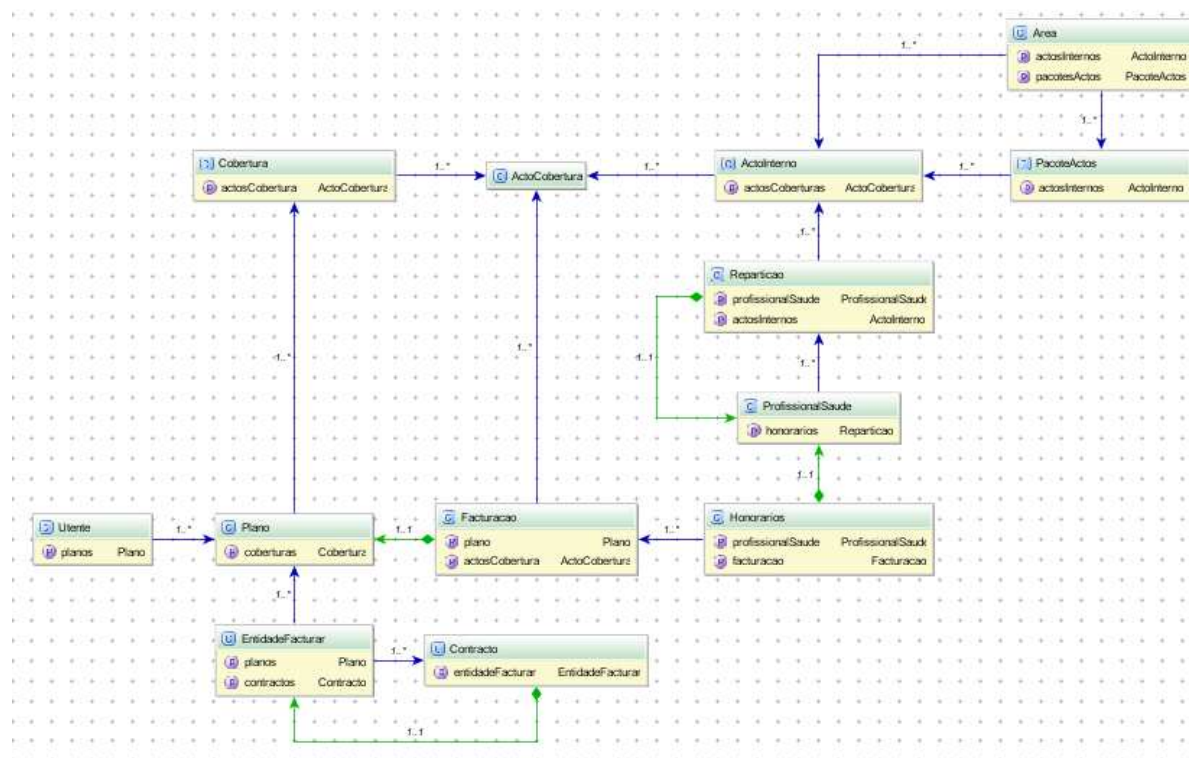 Area
actosInternos ActoInterno
pacotesActos PacoteActos
1..*
1..*
Cobertura
actosCobertura ActoCobertura
1..*
ActoCobertura
1..*
ActoInterno
actosCoberturas ActoCobertura
1..*
PacoteActos
actosInternos ActoInterno
1..*
Reparticao
profissionalSaude ProfissionalSaude
actosInternos ActoInterno
1..*
1..*
1..1
1..*
ProfissionalSaude
honorarios Reparticao
1..1
Utente
planos Plano
1..*
Plano
coberturas Cobertura
1..1
Facturacao
plano Plano
actosCobertura ActoCobertura
1..*
Honorarios
profissionalSaude ProfissionalSaude
facturacao Facturacao
1..*
EntidadeFacturar
planos Plano
contractos Contracto
1..*
Contracto
entidadeFacturar EntidadeFacturar
1..1